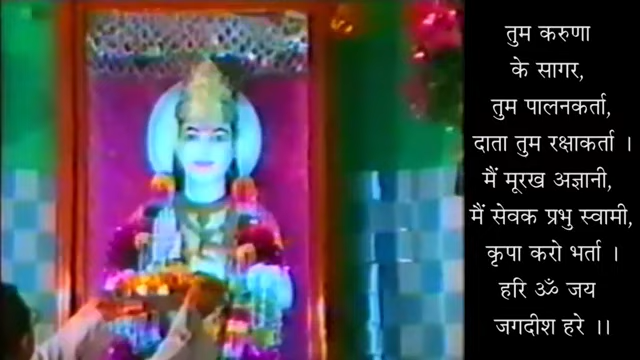 तुम करुणा
के सागर,
तुम पालनकर्ता,
दाता तुम रक्षाकर्ता ।
मैं मूरख अज्ञानी,
मैं सेवक प्रभु स्वामी,
कृपा करो भर्ता ।
हरि ॐ जय
जगदीश हरे ।।